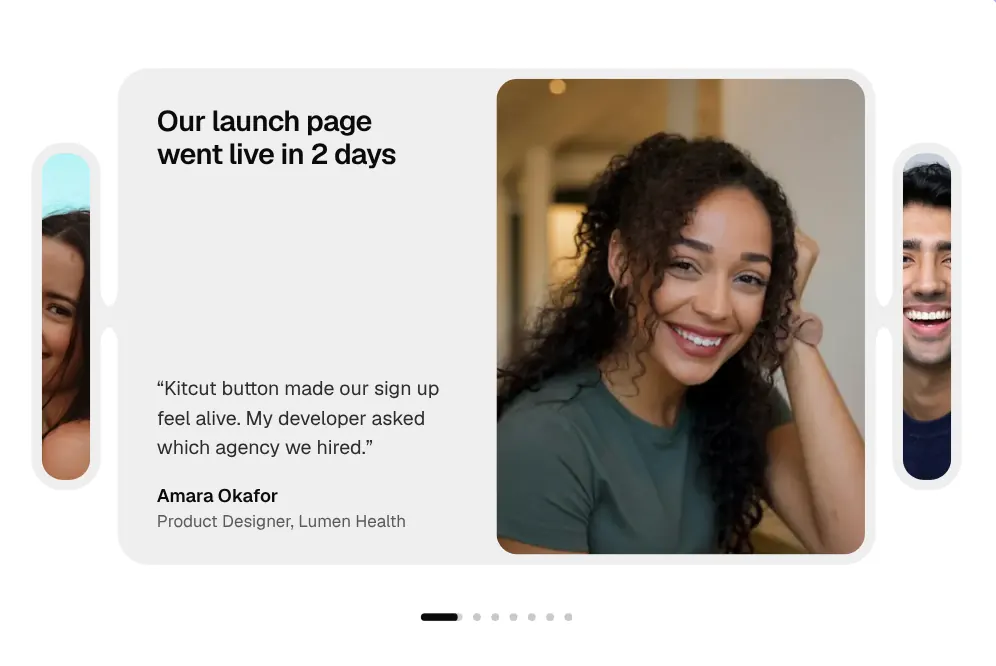 Our launch page
went live in 2 days
“Kitcut button made our sign up
feel alive. My developer asked
which agency we hired.”
Amara Okafor
Product Designer, Lumen Health